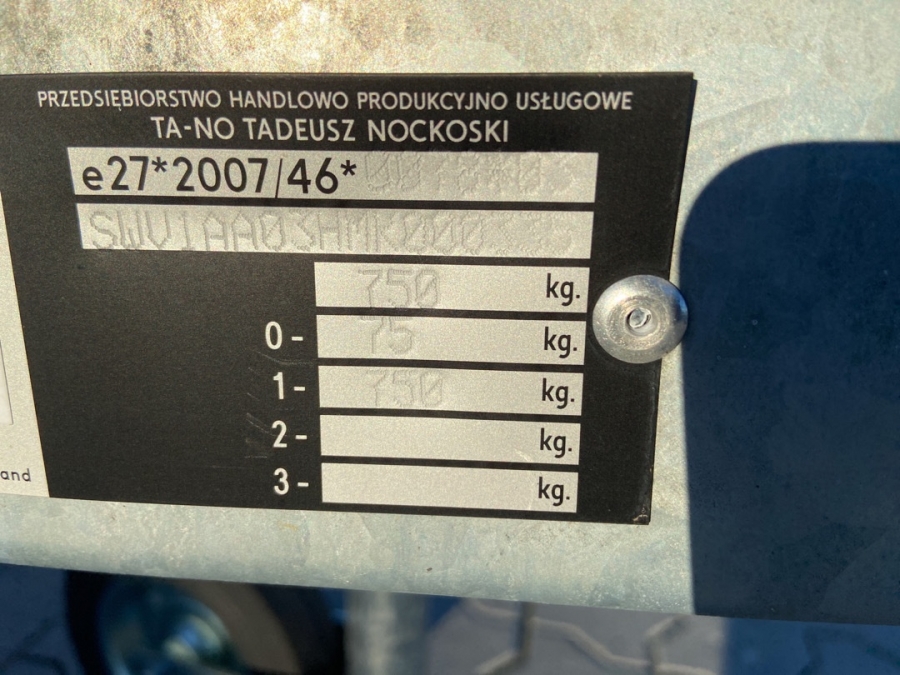 PRZEDSIĘBIORSTWO HANDLOWO PRODUKCYJNO USŁUGOWE
TA-NO TADEUSZ NOCKOSKI
e27*2007/46*
750 kg.
0- 75 kg.
1- 750 kg.
2- kg.
3- kg.
and